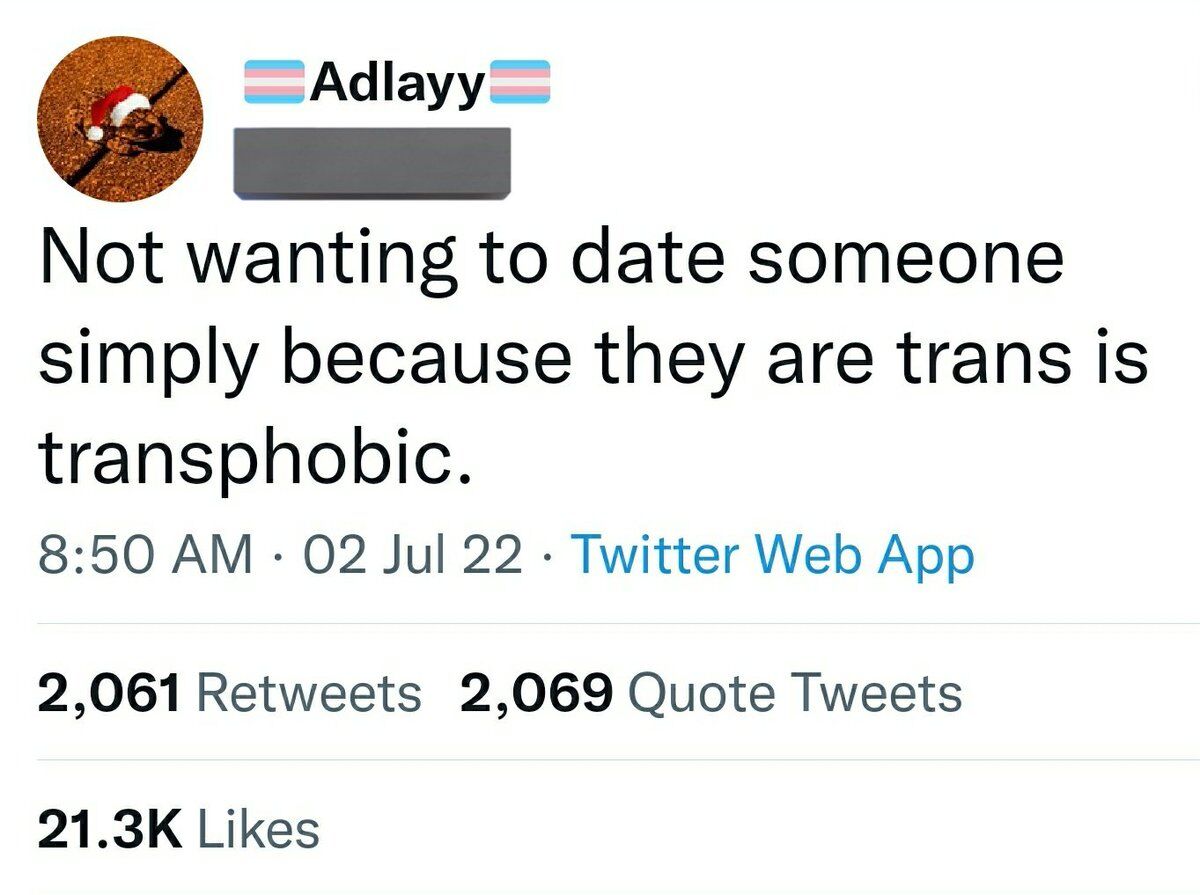 Adlayy
Not wanting to date someone
simply because they are trans is
transphobic.
8:50 AM · 02 Jul 22 · Twitter Web App
2,061 Retweets 2,069 Quote Tweets
21.3K Likes